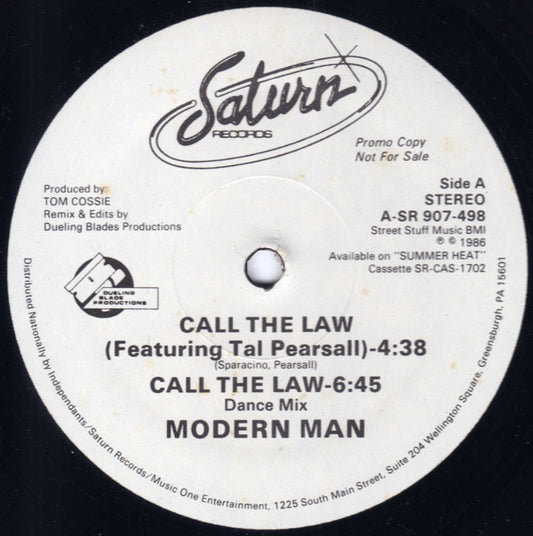 Saturn
RECORDS
Promo Copy
Not For Sale
Produced by:
TOM COSSIE
Remix & Edits by
Dueling Blades Productions
Side A
STEREO
A-SR 907-498
Street Stuff Music BMI
℗ © 1986
Available on "SUMMER HEAT"
Cassette SR-CAS-1702
DUELING
BLADE
PRODUCTIONS
CALL THE LAW
(Featuring Tal Pearsall)-4:38
(Sparacino, Pearsall)
CALL THE LAW-6:45
Dance Mix
MODERN MAN
Distributed Nationally by Independants/Saturn Records/Music One Entertainment, 1225 South Main Street, Suite 204 Wellington Square, Greensburgh, PA 15601